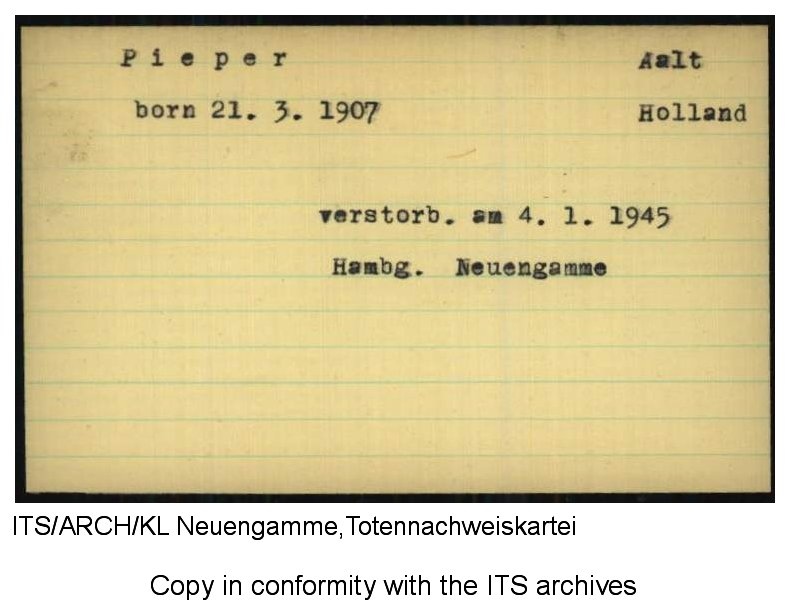 P i e p e r Aalt
born 21. 3. 1907 Holland
verstorb. am 4. 1. 1945
Hambg. Neuengamme
ITS/ARCH/KL Neuengamme,Totennachweiskartei
Copy in conformity with the ITS archives